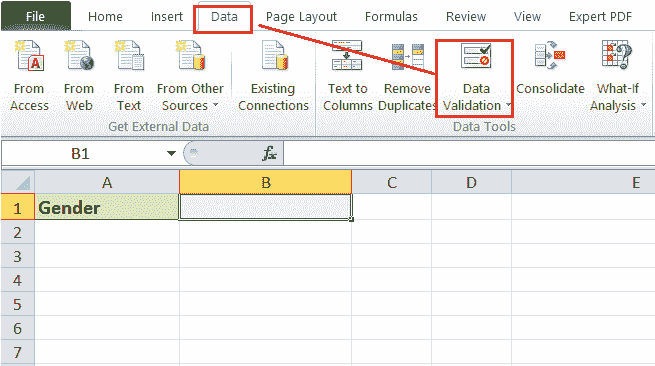 File Home Insert Data Page Layout Formulas Review View Expert PDF
From Access
From Web
From Text
From Other Sources
Existing Connections
Text to Columns
Remove Duplicates
Data Validation
Consolidate
What-If Analysis
Get External Data
Data Tools
B1 fx
A B C D E
1 Gender
2
3
4
5
6
7